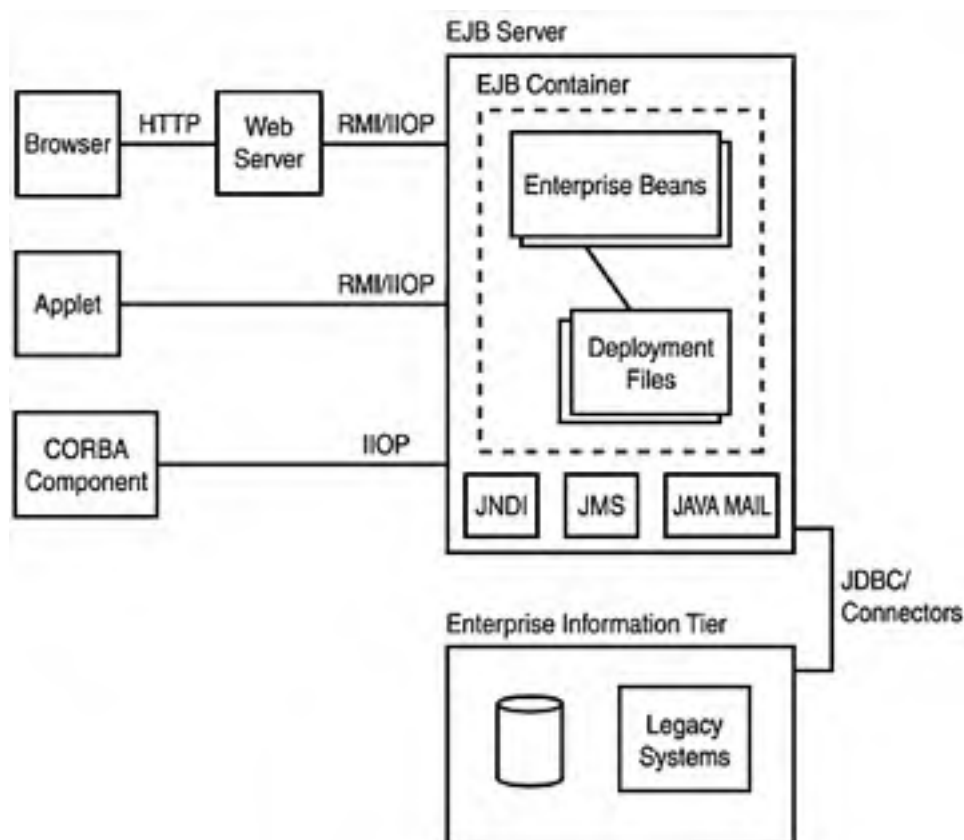 EJB Server
EJB Container
Browser
HTTP
Web
Server
RMI/IIOP
Enterprise Beans
Applet
RMI/IIOP
Deployment
Files
CORBA
Component
IIOP
JNDI
JMS
JAVA MAIL
JDBC/
Connectors
Enterprise Information Tier
Legacy
Systems